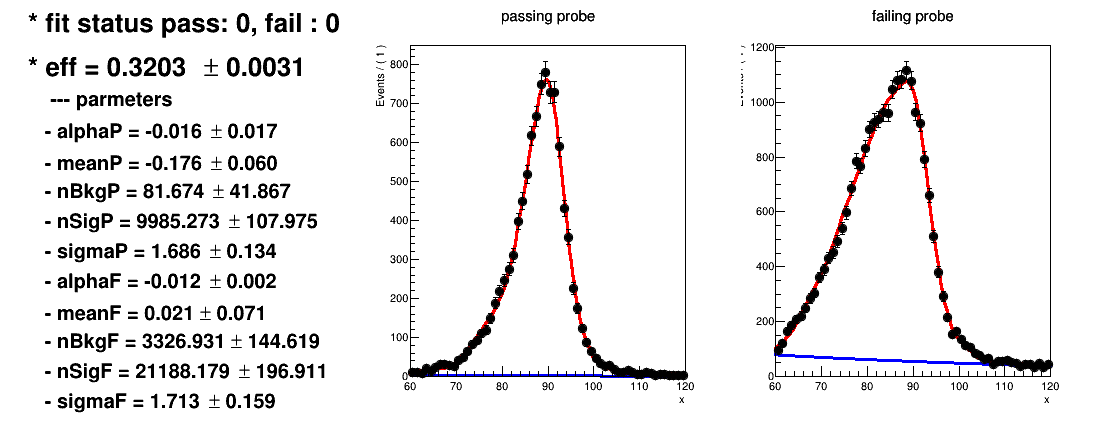 * fit status pass: 0, fail : 0
* eff = 0.3203 ± 0.0031
--- parmeters
- alphaP = -0.016 ± 0.017
- meanP = -0.176 ± 0.060
- nBkgP = 81.674 ± 41.867
- nSigP = 9985.273 ± 107.975
- sigmaP = 1.686 ± 0.134
- alphaF = -0.012 ± 0.002
- meanF = 0.021 ± 0.071
- nBkgF = 3326.931 ± 144.619
- nSigF = 21188.179 ± 196.911
- sigmaF = 1.713 ± 0.159
passing probe
Events / ( 1 )
800
700
600
500
400
300
200
100
0
60 70 80 90 100 110 120
x
failing probe
Events / ( 1 )
1200
1000
800
600
400
200
0
60 70 80 90 100 110 120
x